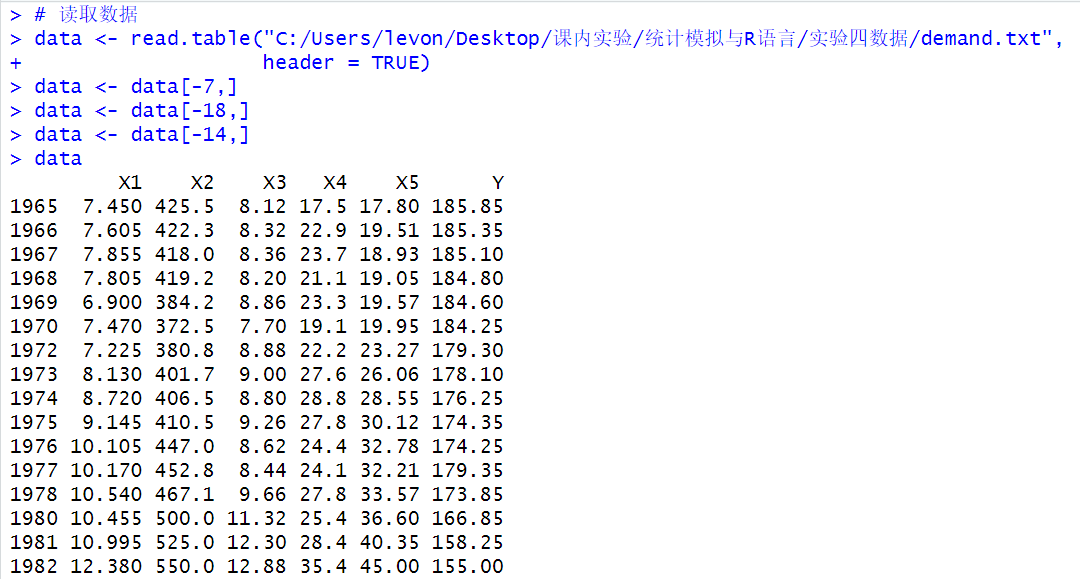 > # 读取数据
> data <- read.table("C:/Users/levon/Desktop/课内实验/统计模拟与R语言/实验四数据/demand.txt",
+                    header = TRUE)
> data <- data[-7,]
> data <- data[-18,]
> data <- data[-14,]
> data
         X1    X2    X3   X4    X5      Y
1965  7.450 425.5  8.12 17.5 17.80 185.85
1966  7.605 422.3  8.32 22.9 19.51 185.35
1967  7.855 418.0  8.36 23.7 18.93 185.10
1968  7.805 419.2  8.20 21.1 19.05 184.80
1969  6.900 384.2  8.86 23.3 19.57 184.60
1970  7.470 372.5  7.70 19.1 19.95 184.25
1972  7.225 380.8  8.88 22.2 23.27 179.30
1973  8.130 401.7  9.00 27.6 26.06 178.10
1974  8.720 406.5  8.80 28.8 28.55 176.25
1975  9.145 410.5  9.26 27.8 30.12 174.35
1976 10.105 447.0  8.62 24.4 32.78 174.25
1977 10.170 452.8  8.44 24.1 32.21 179.35
1978 10.540 467.1  9.66 27.8 33.57 173.85
1980 10.455 500.0 11.32 25.4 36.60 166.85
1981 10.995 525.0 12.30 28.4 40.35 158.25
1982 12.380 550.0 12.88 35.4 45.00 155.00